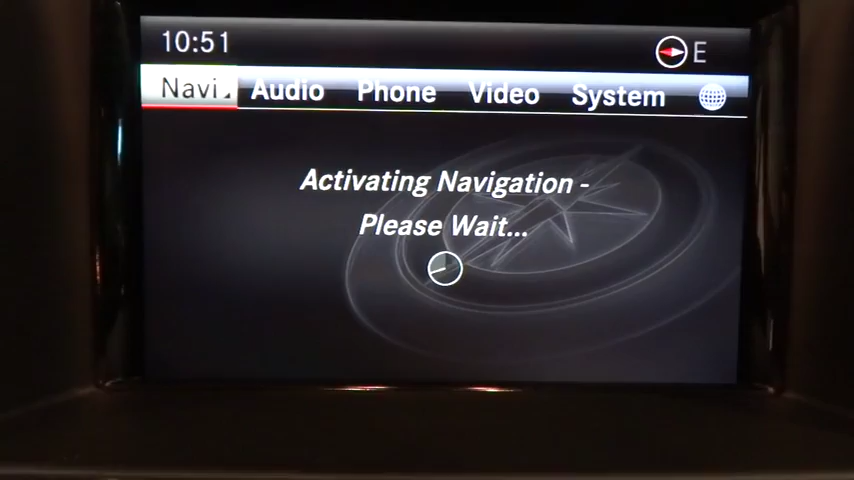 10:51
E
Navi Audio Phone Video System
Activating Navigation -
Please Wait...